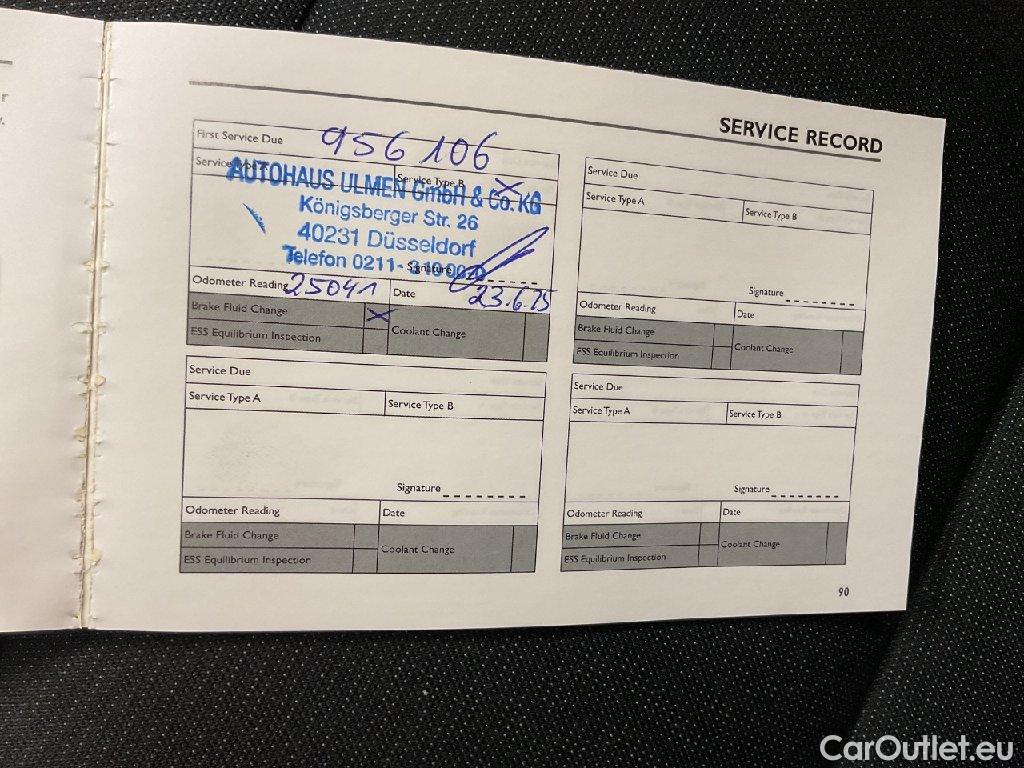 SERVICE RECORD
First Service Due 956 106
Service Type A Service Type B X
AUTOHAUS ULMEN GmbH & Co. KG
Königsberger Str. 26
40231 Düsseldorf
Telefon 0211-
Signature
Odometer Reading 25041 Date 23.6.25
Brake Fluid Change X
Coolant Change
ESS Equilibrium Inspection
Service Due
Service Type A Service Type B
Signature
Odometer Reading Date
Brake Fluid Change
Coolant Change
ESS Equilibrium Inspection
Service Due
Service Type A Service Type B
Signature
Odometer Reading Date
Brake Fluid Change
Coolant Change
ESS Equilibrium Inspection
Service Due
Service Type A Service Type B
Signature
Odometer Reading Date
Brake Fluid Change
Coolant Change
ESS Equilibrium Inspection
90
CarOutlet.eu